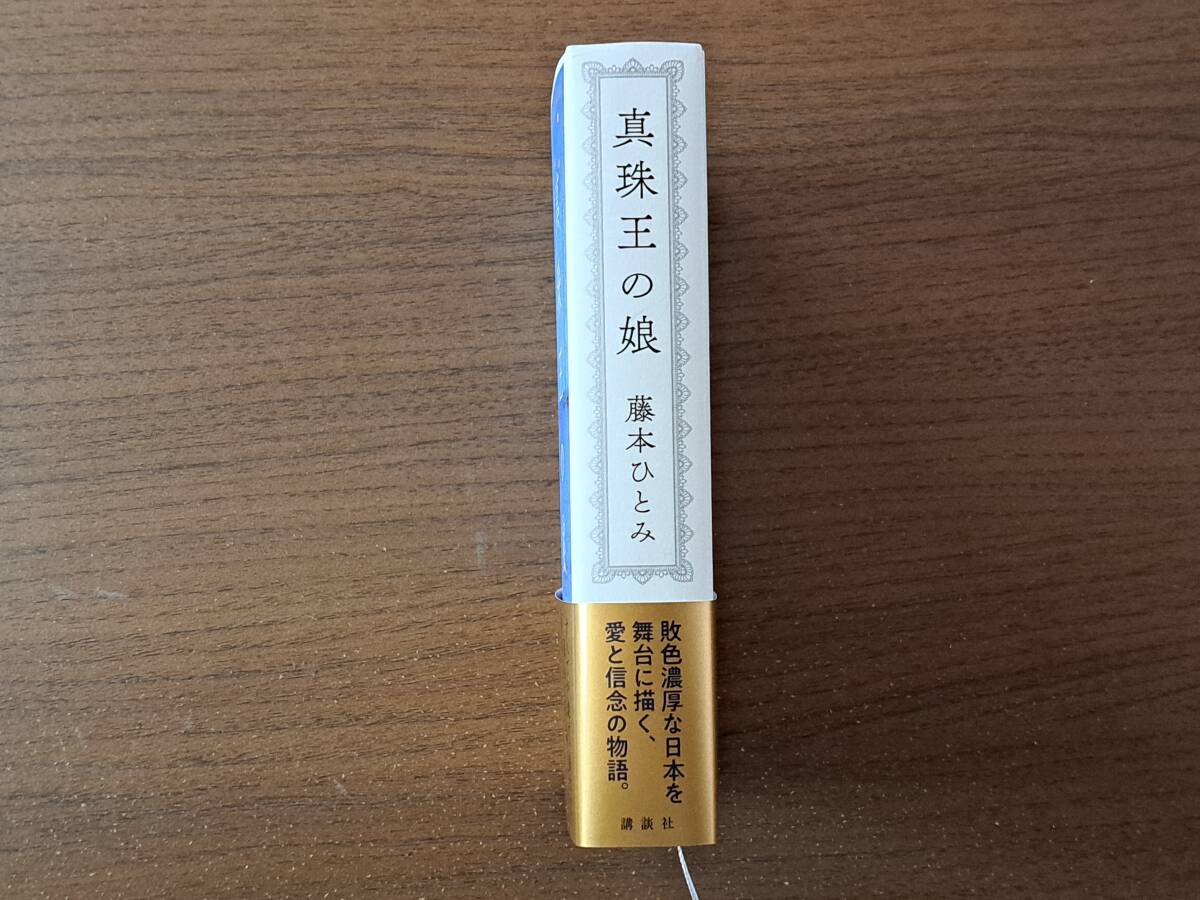 真珠王の娘
藤本ひとみ
敗色濃厚な日本を
舞台に描く、
愛と信念の物語。
講談社